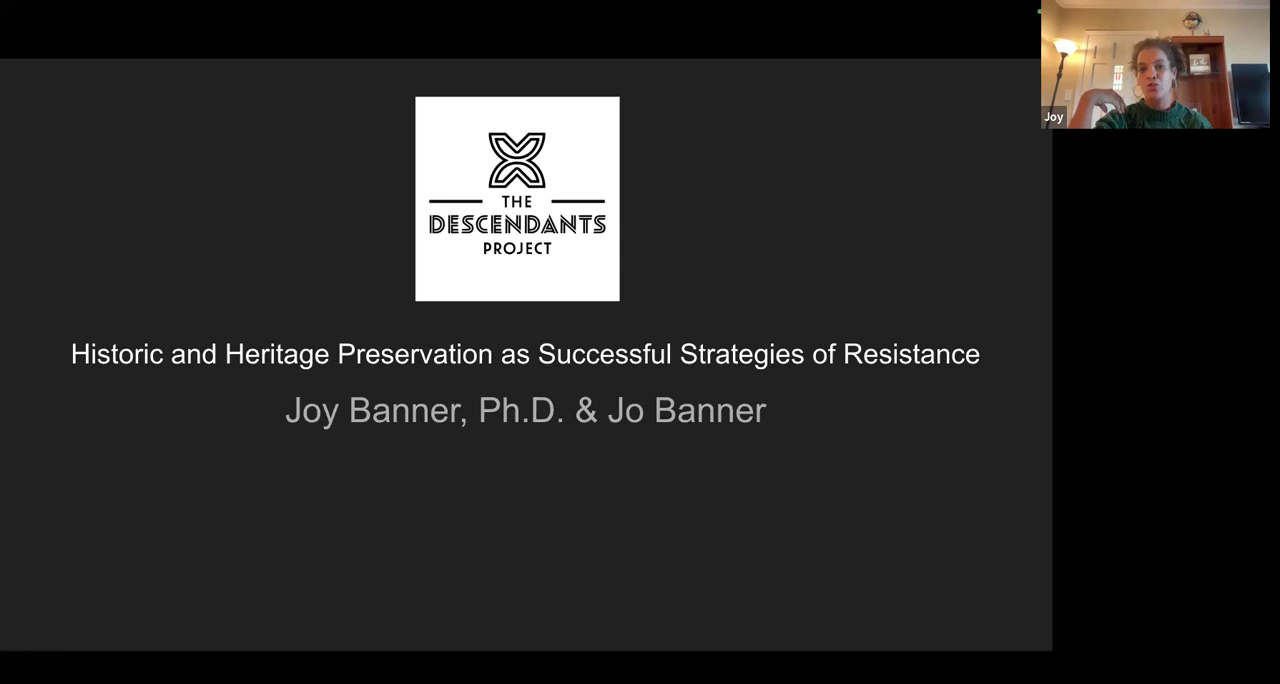 THE
DESCENDANTS
PROJECT
Historic and Heritage Preservation as Successful Strategies of Resistance
Joy Banner, Ph.D. & Jo Banner
Joy